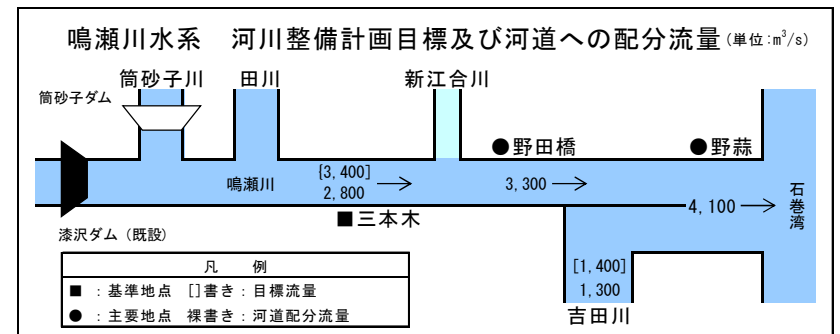 鳴瀬川水系　河川整備計画目標及び河道への配分流量(単位:m³/s)
筒砂子川
田川
新江合川
筒砂子ダム
●野田橋
●野蒜
[3,400]
鳴瀬川
2,800
3,300
石巻湾
4,100
■三本木
漆沢ダム(既設)
凡　例
■ : 基準地点 []書き : 目標流量
● : 主要地点 裸書き : 河道配分流量
[1,400]
1,300
吉田川